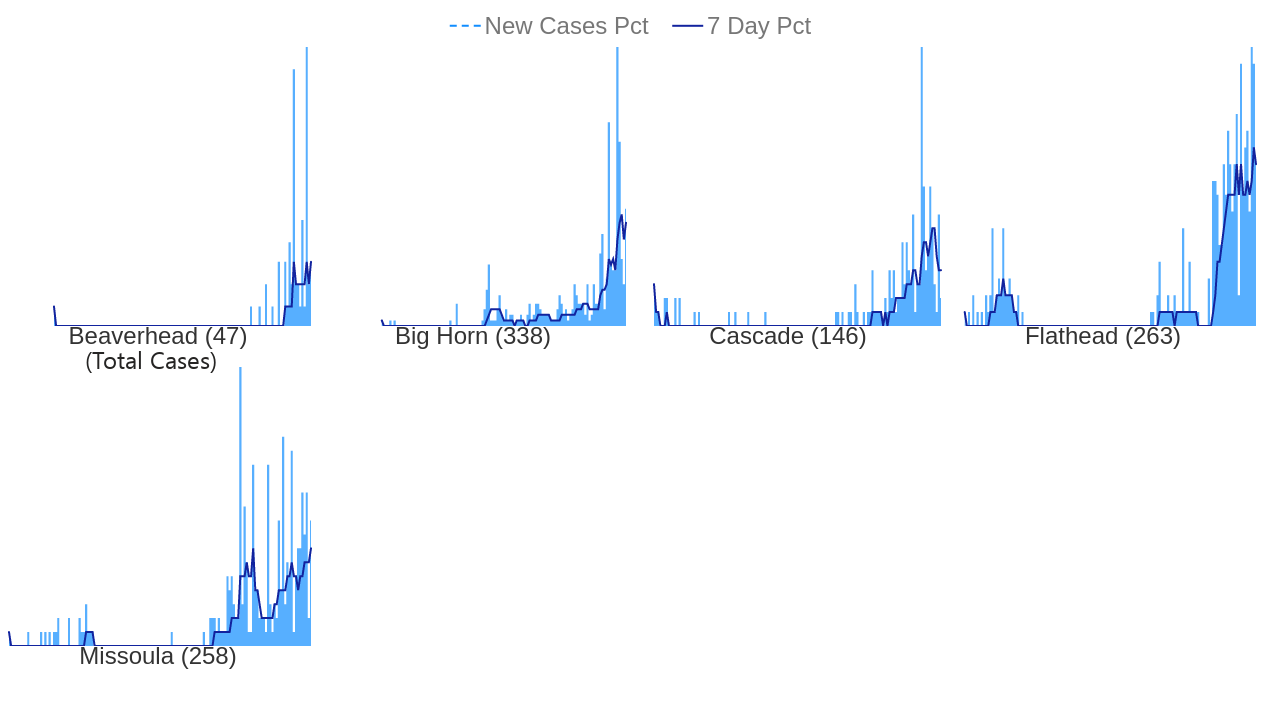 New Cases Pct 7 Day Pct
Beaverhead (47) Big Horn (338) Cascade (146) Flathead (263)
(Total Cases)
Missoula (258)